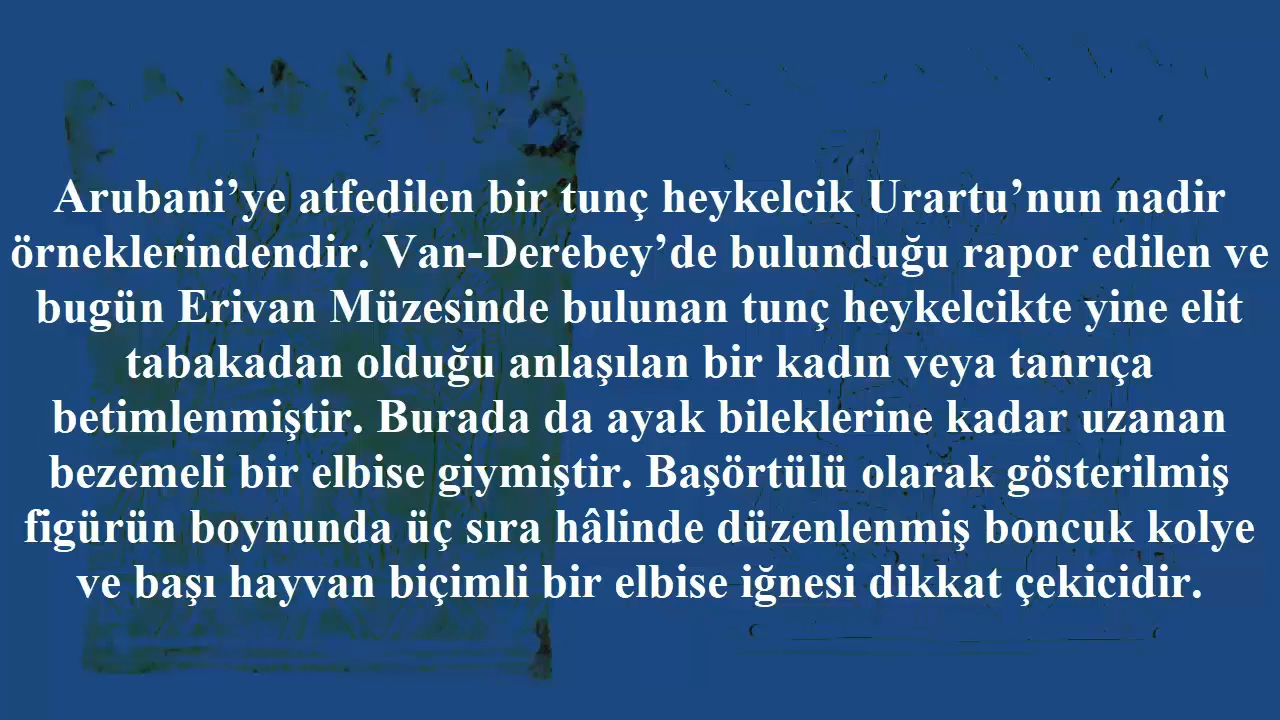 Arubani’ye atfedilen bir tunç heykelcik Urartu’nun nadir
örneklerindendir. Van-Derebey’de bulunduğu rapor edilen ve
bugün Erivan Müzesinde bulunan tunç heykelcikte yine elit
tabakadan olduğu anlaşılan bir kadın veya tanrıça
betimlenmiştir. Burada da ayak bileklerine kadar uzanan
bezemeli bir elbise giymiştir. Başörtülü olarak gösterilmiş
figürün boynunda üç sıra hâlinde düzenlenmiş boncuk kolye
ve başı hayvan biçimli bir elbise iğnesi dikkat çekicidir.